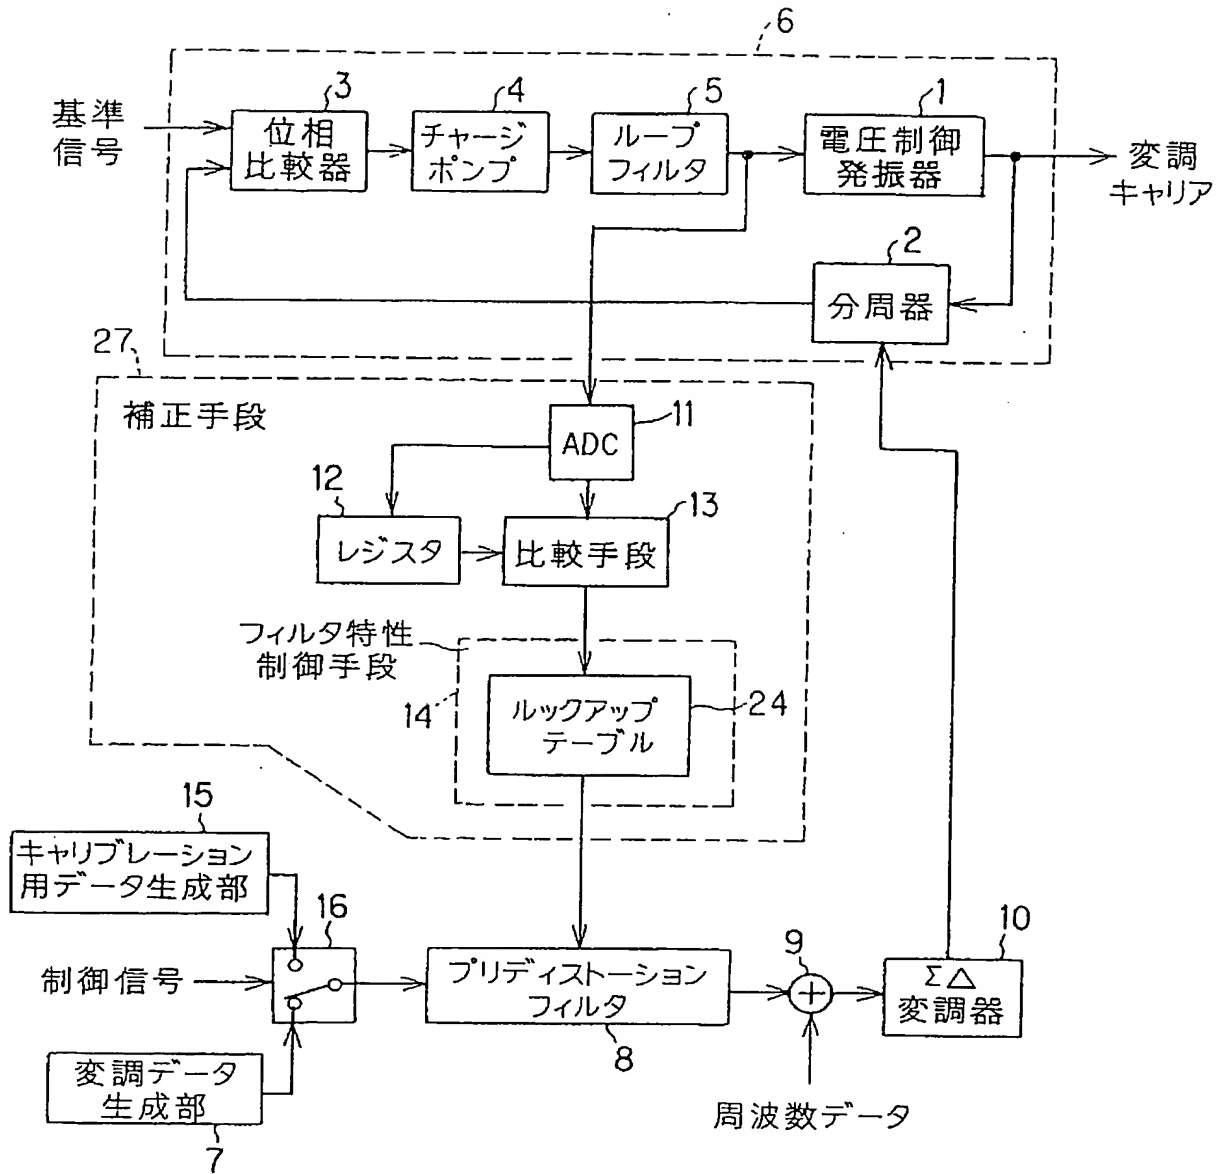 6
基準
信号
3
位相
比較器
4
チャージ
ポンプ
5
ループ
フィルタ
1
電圧制御
発振器
変調
キャリア
2
分周器
27
補正手段
ADC
11
12
レジスタ
13
比較手段
フィルタ特性
制御手段
14
ルックアップ
テーブル
24
15
キャリブレーション
用データ生成部
16
制御信号
プリディストーション
フィルタ
8
9
+
10
ΣΔ
変調器
変調データ
生成部
7
周波数データ